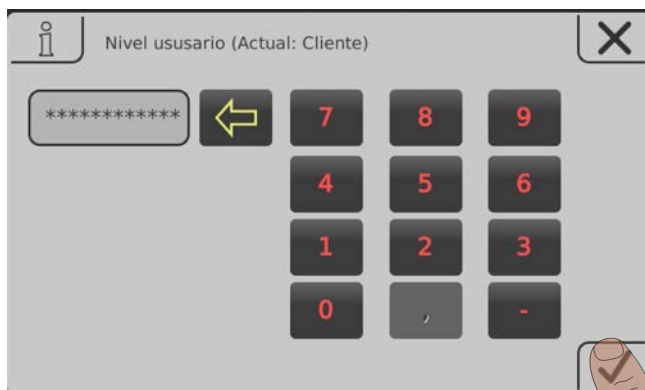 i Nivel ususario (Actual: Cliente) X
************ 7 8 9
4 5 6
1 2 3
0 , -